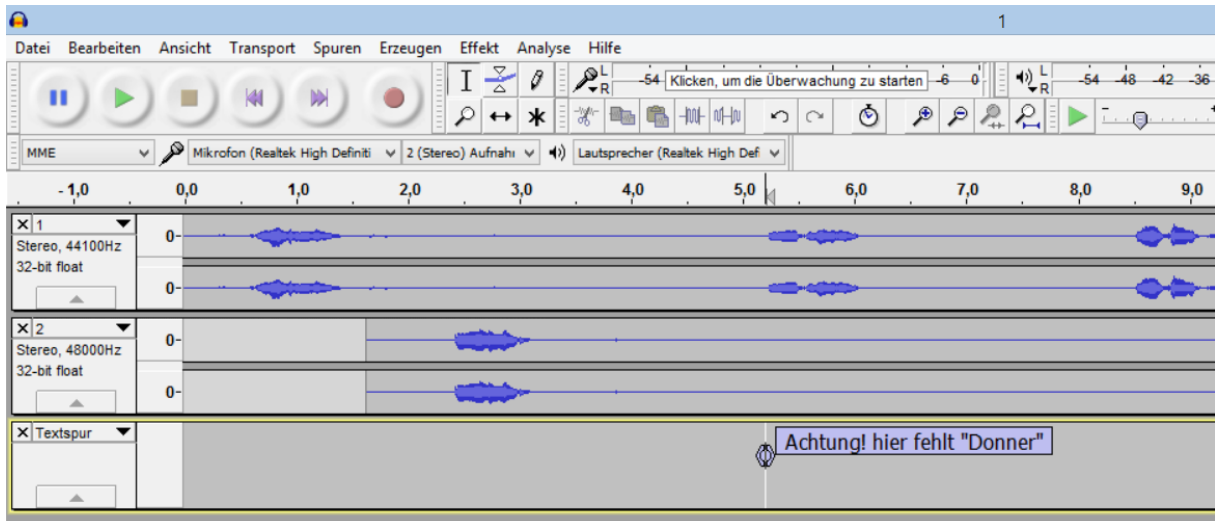 1
Datei Bearbeiten Ansicht Transport Spuren Erzeugen Effekt Analyse Hilfe
L R -54 Klicken, um die Überwachung zu starten -6 0 L R -54 -48 -42 -36
MME Mikrofon (Realtek High Definiti 2 (Stereo) Aufnahı Lautsprecher (Realtek High Defi
- 1,0 0,0 1,0 2,0 3,0 4,0 5,0 6,0 7,0 8,0 9,0
X 1
Stereo, 44100Hz
32-bit float
0-
0-
X 2
Stereo, 48000Hz
32-bit float
0-
0-
X Textspur
Achtung! hier fehlt "Donner"